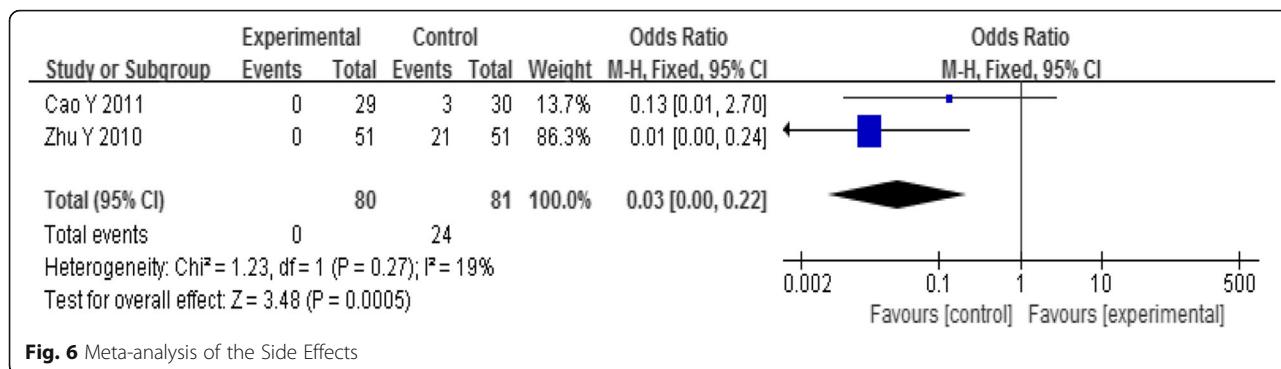 Experimental Control Odds Ratio Odds Ratio
Study or Subgroup Events Total Events Total Weight M-H, Fixed, 95% CI M-H, Fixed, 95% CI
Cao Y 2011 0 29 3 30 13.7% 0.13 [0.01, 2.70]
Zhu Y 2010 0 51 21 51 86.3% 0.01 [0.00, 0.24]
Total (95% CI) 80 81 100.0% 0.03 [0.00, 0.22]
Total events 0 24
Heterogeneity: Chi² = 1.23, df = 1 (P = 0.27); I² = 19%
Test for overall effect: Z = 3.48 (P = 0.0005)
0.002 0.1 1 10 500
Favours [control] Favours [experimental]
Fig. 6 Meta-analysis of the Side Effects